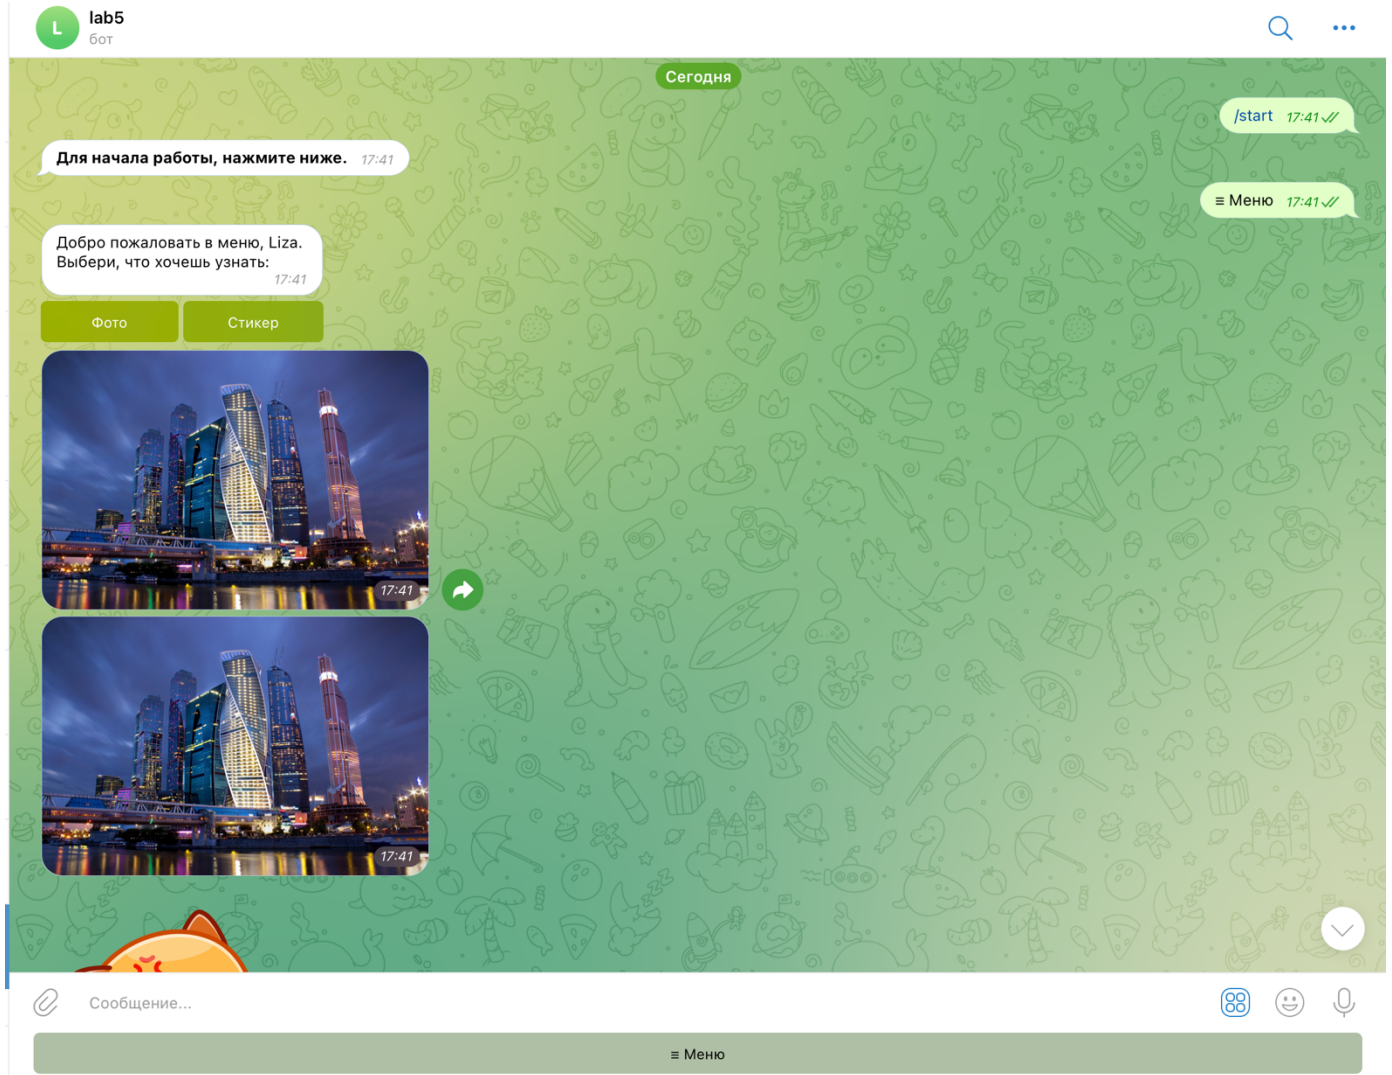 L
lab5
бот
Сегодня
/start 17:41
Для начала работы, нажмите ниже. 17:41
≡ Меню 17:41
Добро пожаловать в меню, Liza.
Выбери, что хочешь узнать:
17:41
Фото
Стикер
17:41
17:41
Сообщение...
≡ Меню